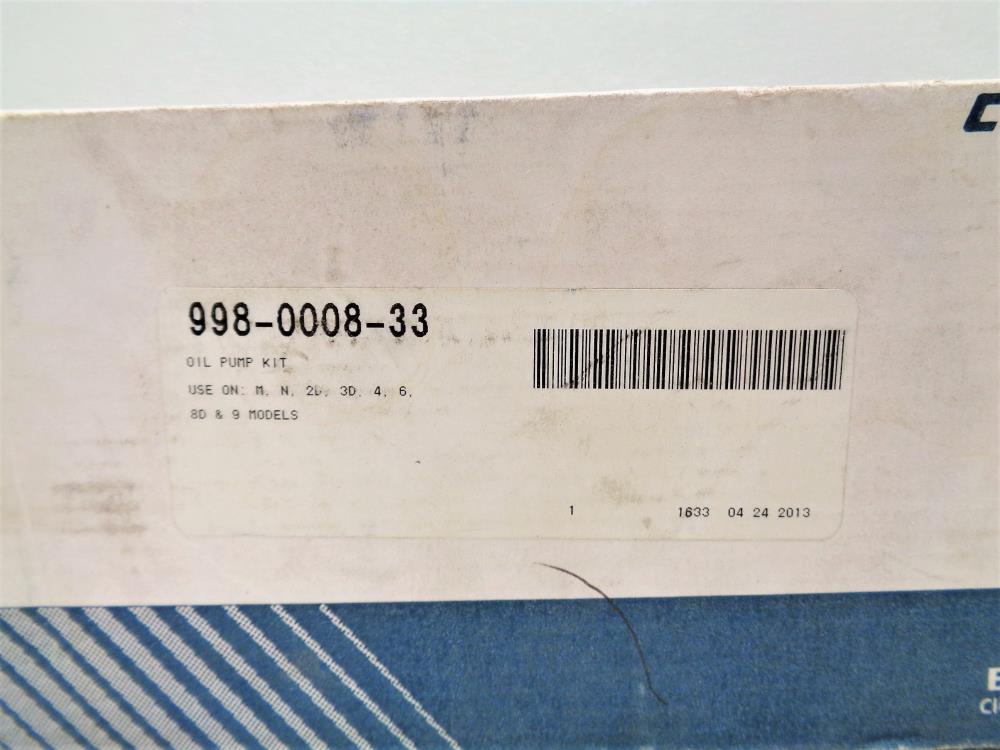 998-0008-33
OIL PUMP KIT
USE ON: M, N, 2D, 3D, 4, 6,
8D & 9 MODELS
1 1633 04 24 2013